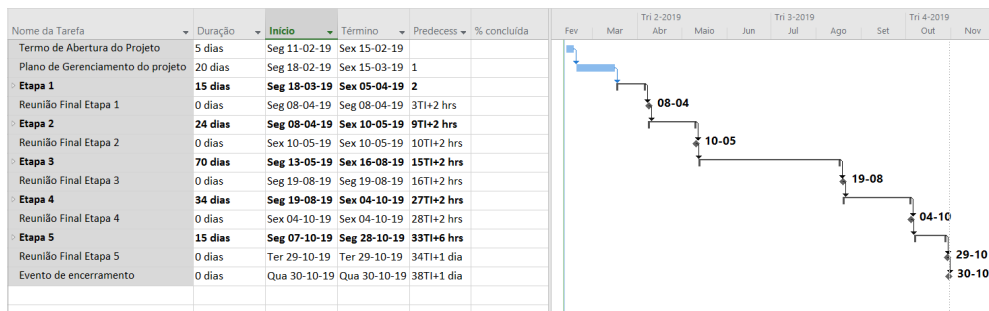 Tri 2-2019 Tri 3-2019 Tri 4-2019
Nome da Tarefa Duração Início Término Predecess % concluída Fev Mar Abr Maio Jun Jul Ago Set Out Nov
Termo de Abertura do Projeto 5 dias Seg 11-02-19 Sex 15-02-19
Plano de Gerenciamento do projeto 20 dias Seg 18-02-19 Sex 15-03-19 1
Etapa 1 15 dias Seg 18-03-19 Sex 05-04-19 2
Reunião Final Etapa 1 0 dias Seg 08-04-19 Seg 08-04-19 3TI+2 hrs 08-04
Etapa 2 24 dias Seg 08-04-19 Sex 10-05-19 9TI+2 hrs
Reunião Final Etapa 2 0 dias Sex 10-05-19 Sex 10-05-19 10TI+2 hrs 10-05
Etapa 3 70 dias Seg 13-05-19 Sex 16-08-19 15TI+2 hrs
Reunião Final Etapa 3 0 dias Seg 19-08-19 Seg 19-08-19 16TI+2 hrs 19-08
Etapa 4 34 dias Seg 19-08-19 Sex 04-10-19 27TI+2 hrs
Reunião Final Etapa 4 0 dias Sex 04-10-19 Sex 04-10-19 28TI+2 hrs 04-10
Etapa 5 15 dias Seg 07-10-19 Seg 28-10-19 33TI+6 hrs
Reunião Final Etapa 5 0 dias Ter 29-10-19 Ter 29-10-19 34TI+1 dia 29-10
Evento de encerramento 0 dias Qua 30-10-19 Qua 30-10-19 38TI+1 dia 30-10